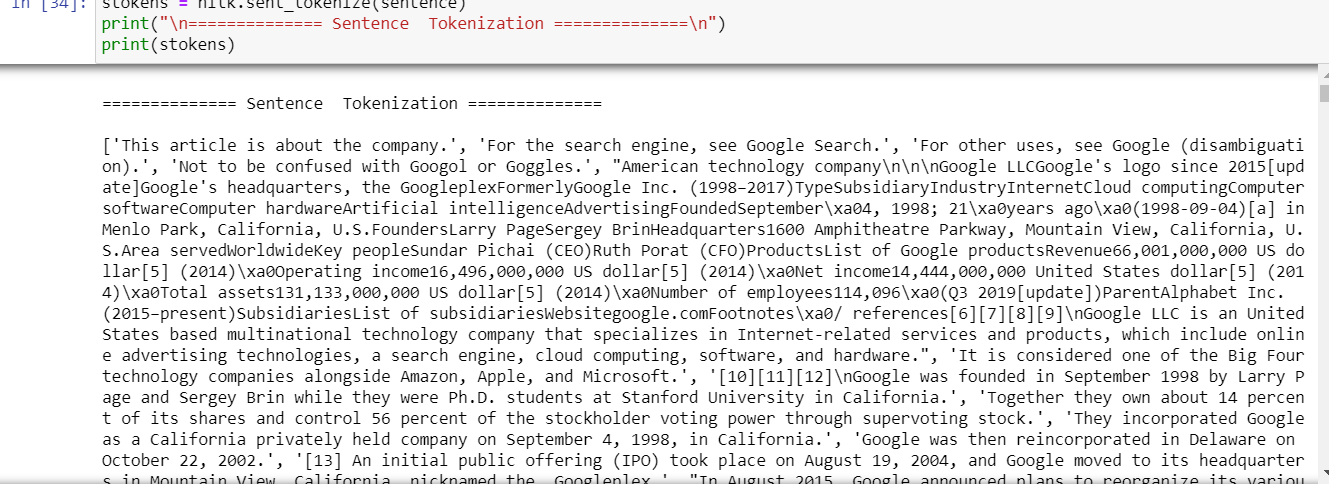 In [34]: stokens = nltk.sent_tokenize(sentence)
print("\n============== Sentence  Tokenization ==============\n")
print(stokens)
============== Sentence  Tokenization ==============
['This article is about the company.', 'For the search engine, see Google Search.', 'For other uses, see Google (disambiguati
on).', 'Not to be confused with Googol or Goggles.', "American technology company\n\n\nGoogle LLCGoogle's logo since 2015[upd
ate]Google's headquarters, the GoogleplexFormerlyGoogle Inc. (1998–2017)TypeSubsidiaryIndustryInternetCloud computingComputer
softwareComputer hardwareArtificial intelligenceAdvertisingFoundedSeptember\xa04, 1998; 21\xa0years ago\xa0(1998-09-04)[a] in
Menlo Park, California, U.S.FoundersLarry PageSergey BrinHeadquarters1600 Amphitheatre Parkway, Mountain View, California, U.
S.Area servedWorldwideKey peopleSundar Pichai (CEO)Ruth Porat (CFO)ProductsList of Google productsRevenue66,001,000,000 US do
llar[5] (2014)\xa0Operating income16,496,000,000 US dollar[5] (2014)\xa0Net income14,444,000,000 United States dollar[5] (201
4)\xa0Total assets131,133,000,000 US dollar[5] (2014)\xa0Number of employees114,096\xa0(Q3 2019[update])ParentAlphabet Inc.
(2015–present)SubsidiariesList of subsidiariesWebsitegoogle.comFootnotes\xa0/ references[6][7][8][9]\nGoogle LLC is an United
States based multinational technology company that specializes in Internet-related services and products, which include onlin
e advertising technologies, a search engine, cloud computing, software, and hardware.", 'It is considered one of the Big Four
technology companies alongside Amazon, Apple, and Microsoft.', '[10][11][12]\nGoogle was founded in September 1998 by Larry P
age and Sergey Brin while they were Ph.D. students at Stanford University in California.', 'Together they own about 14 percen
t of its shares and control 56 percent of the stockholder voting power through supervoting stock.', 'They incorporated Google
as a California privately held company on September 4, 1998, in California.', 'Google was then reincorporated in Delaware on
October 22, 2002.', '[13] An initial public offering (IPO) took place on August 19, 2004, and Google moved to its headquarter
s in Mountain View, California, nicknamed the Googleplex.', "In August 2015, Google announced plans to reorganize its variou